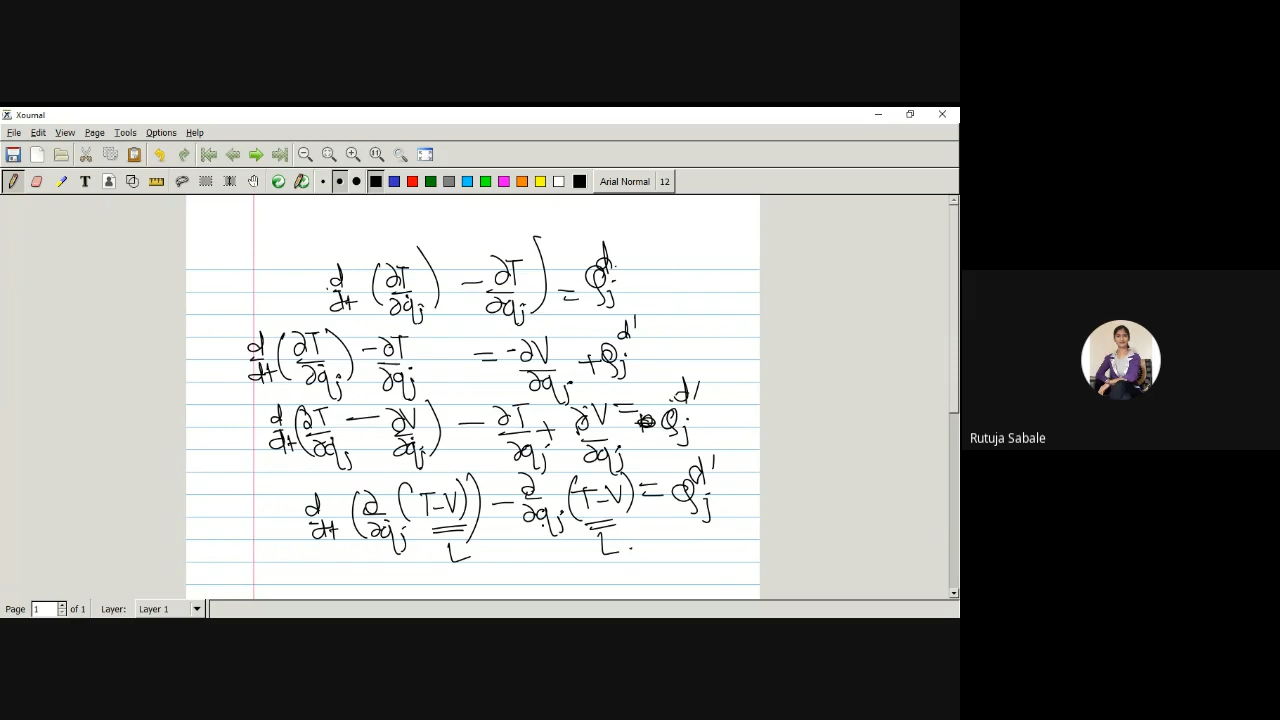 Xournal
File Edit View Page Tools Options Help
Arial Normal 12
d/dt (∂T/∂q̇j) - ∂T/∂qj) = Qj^d
d/dt (∂T/∂q̇j) - ∂T/∂qj = -∂V/∂qj + Qj^d'
d/dt (∂T/∂q̇j - ∂V/∂q̇j) - ∂T/∂qj + ∂V/∂qj = Qj^d'
d/dt (∂/∂q̇j (T-V)) - ∂/∂qj (T-V) = Qj^d'
L L.
Rutuja Sabale
Page 1 of 1 Layer: Layer 1